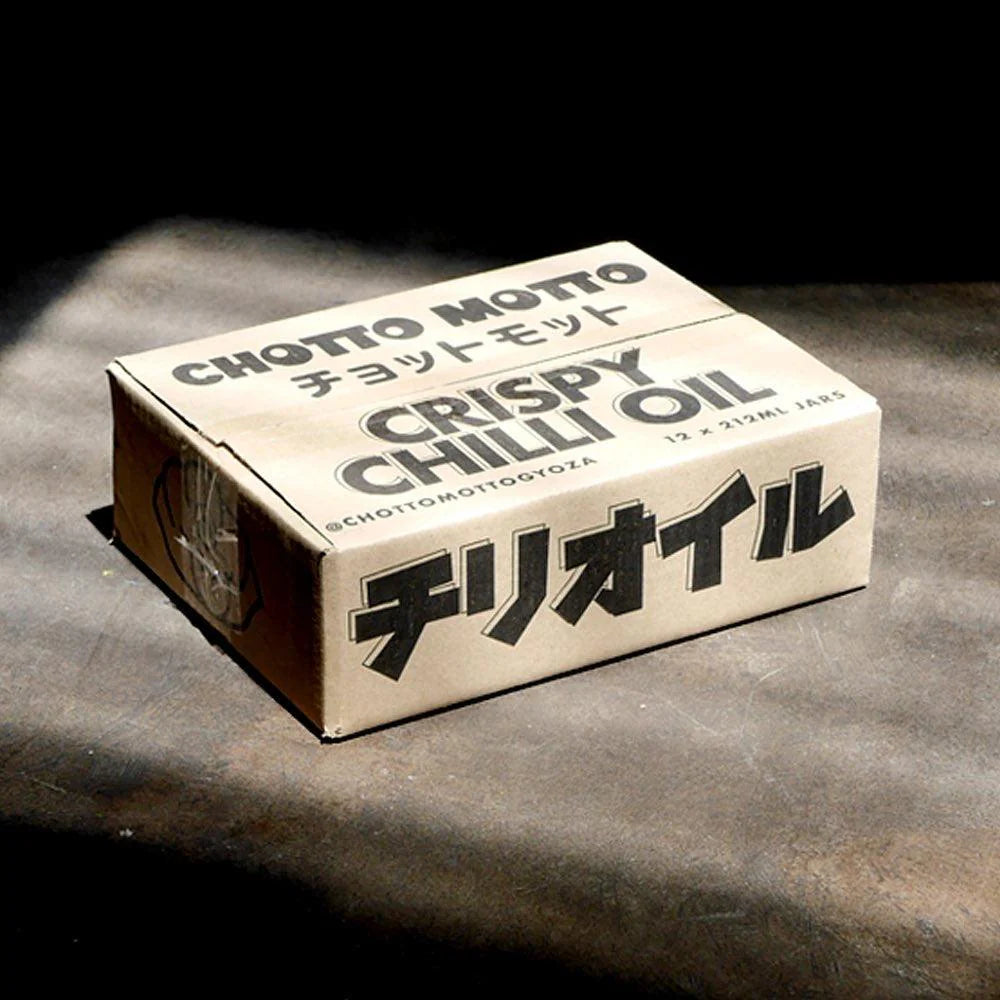 CHOTTO MOTTO
チョットモット
CRISPY
CHILLI OIL
@CHOTTOMOTTOGYOZA
12 x 212ML JARS
チリオイル